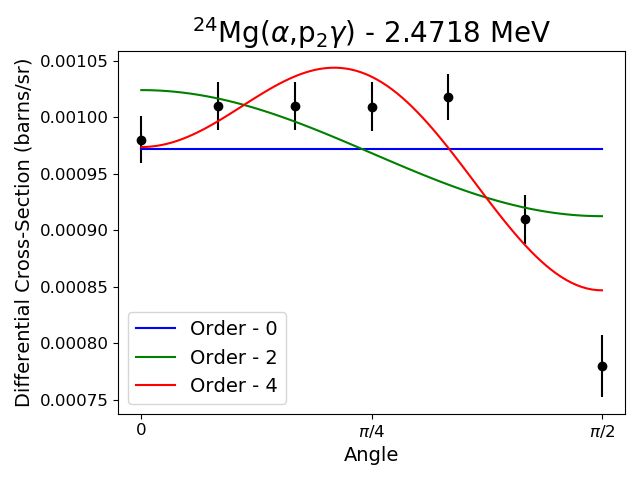 ²⁴Mg(α,p₂γ) - 2.4718 MeV
Differential Cross-Section (barns/sr)
0.00105
0.00100
0.00095
0.00090
0.00085
0.00080
0.00075
Order - 0
Order - 2
Order - 4
0
π/4
π/2
Angle